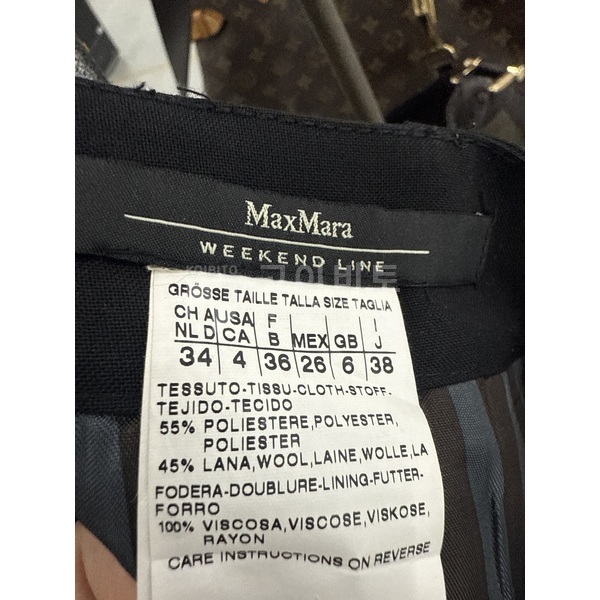 MaxMara
WEEKEND LINE
GRÖSSE TAILLE TALLA SIZE TAGLIA
CH A USA F I
NL D CA B MEX GB J
34 4 36 26 6 38
TESSUTO-TISSU-CLOTH-STOFF-
TEJIDO-TECIDO
55% POLIESTERE,POLYESTER,
POLIESTER
45% LANA,WOOL,LAINE,WOLLE,LA
FODERA-DOUBLURE-LINING-FUTTER-
FORRO
100% VISCOSA,VISCOSE,VISKOSE,
RAYON
CARE INSTRUCTIONS ON REVERSE